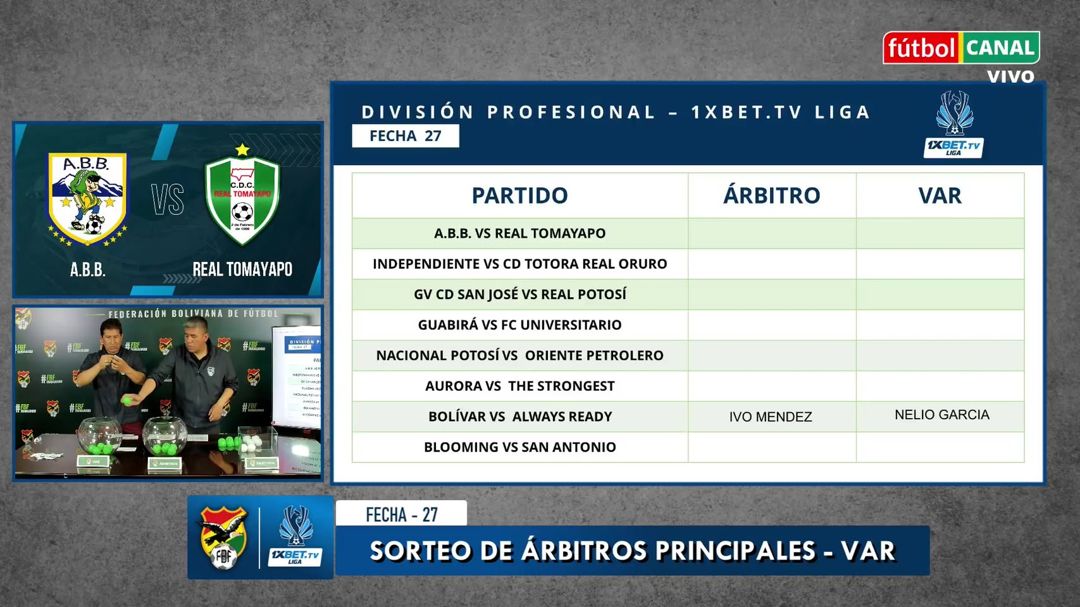 fútbol CANAL
VIVO
DIVISIÓN PROFESIONAL – 1XBET.TV LIGA
FECHA 27
1XBET.TV
LIGA
PARTIDO ÁRBITRO VAR
A.B.B. VS REAL TOMAYAPO
INDEPENDIENTE VS CD TOTORA REAL ORURO
GV CD SAN JOSÉ VS REAL POTOSÍ
GUABIRÁ VS FC UNIVERSITARIO
NACIONAL POTOSÍ VS ORIENTE PETROLERO
AURORA VS THE STRONGEST
BOLÍVAR VS ALWAYS READY IVO MENDEZ NELIO GARCIA
BLOOMING VS SAN ANTONIO
A.B.B.
VS
C.D.C.
REAL TOMAYAPO
A.B.B.
REAL TOMAYAPO
FEDERACIÓN BOLIVIANA DE FÚTBOL
FBF
1XBET.TV
LIGA
FECHA - 27
SORTEO DE ÁRBITROS PRINCIPALES - VAR